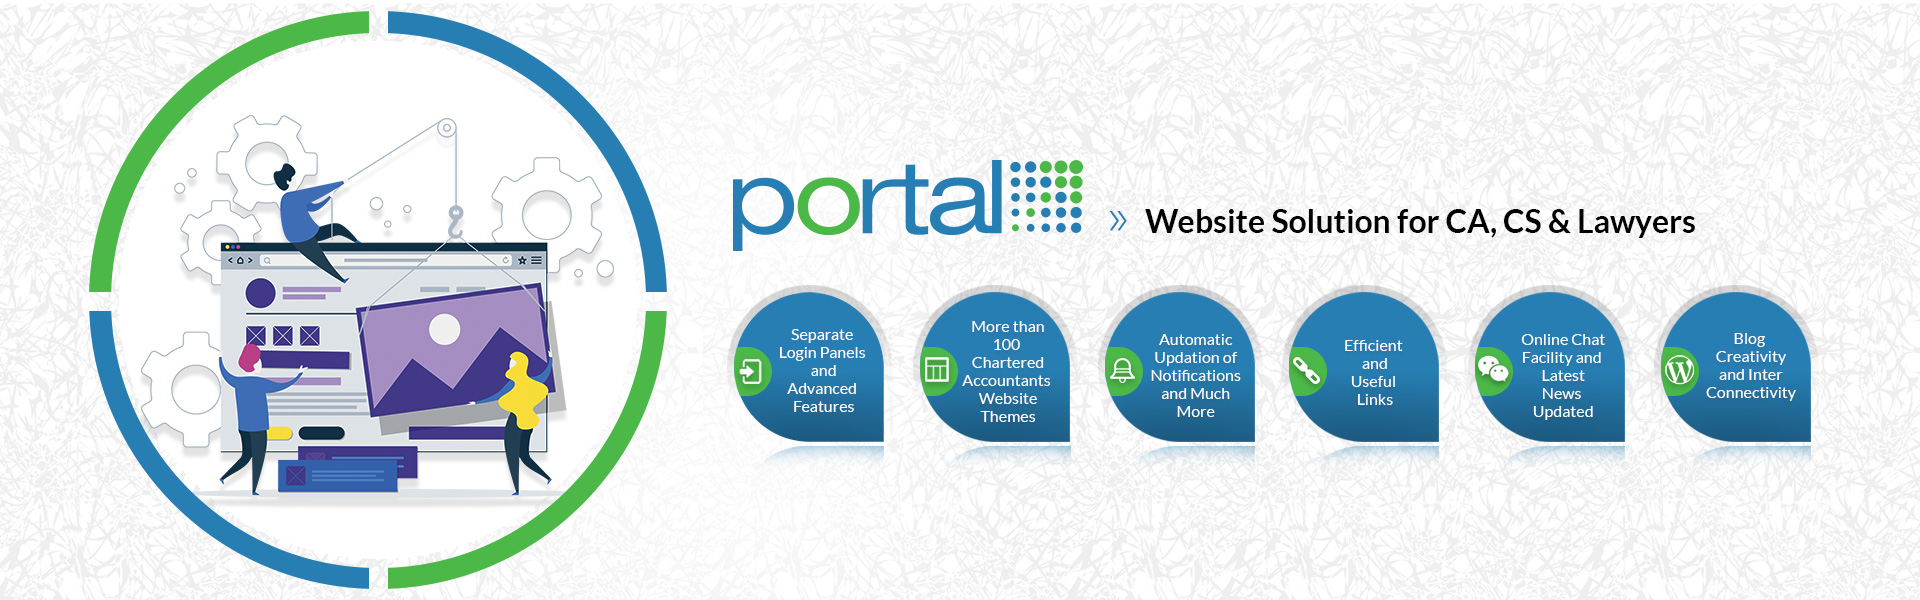 portal
Website Solution for CA, CS & Lawyers
Separate
Login Panels
and
Advanced
Features
More than
100
Chartered
Accountants
Website
Themes
Automatic
Updation of
Notifications
and Much
More
Efficient
and
Useful
Links
Online Chat
Facility and
Latest
News
Updated
Blog
Creativity
and Inter
Connectivity